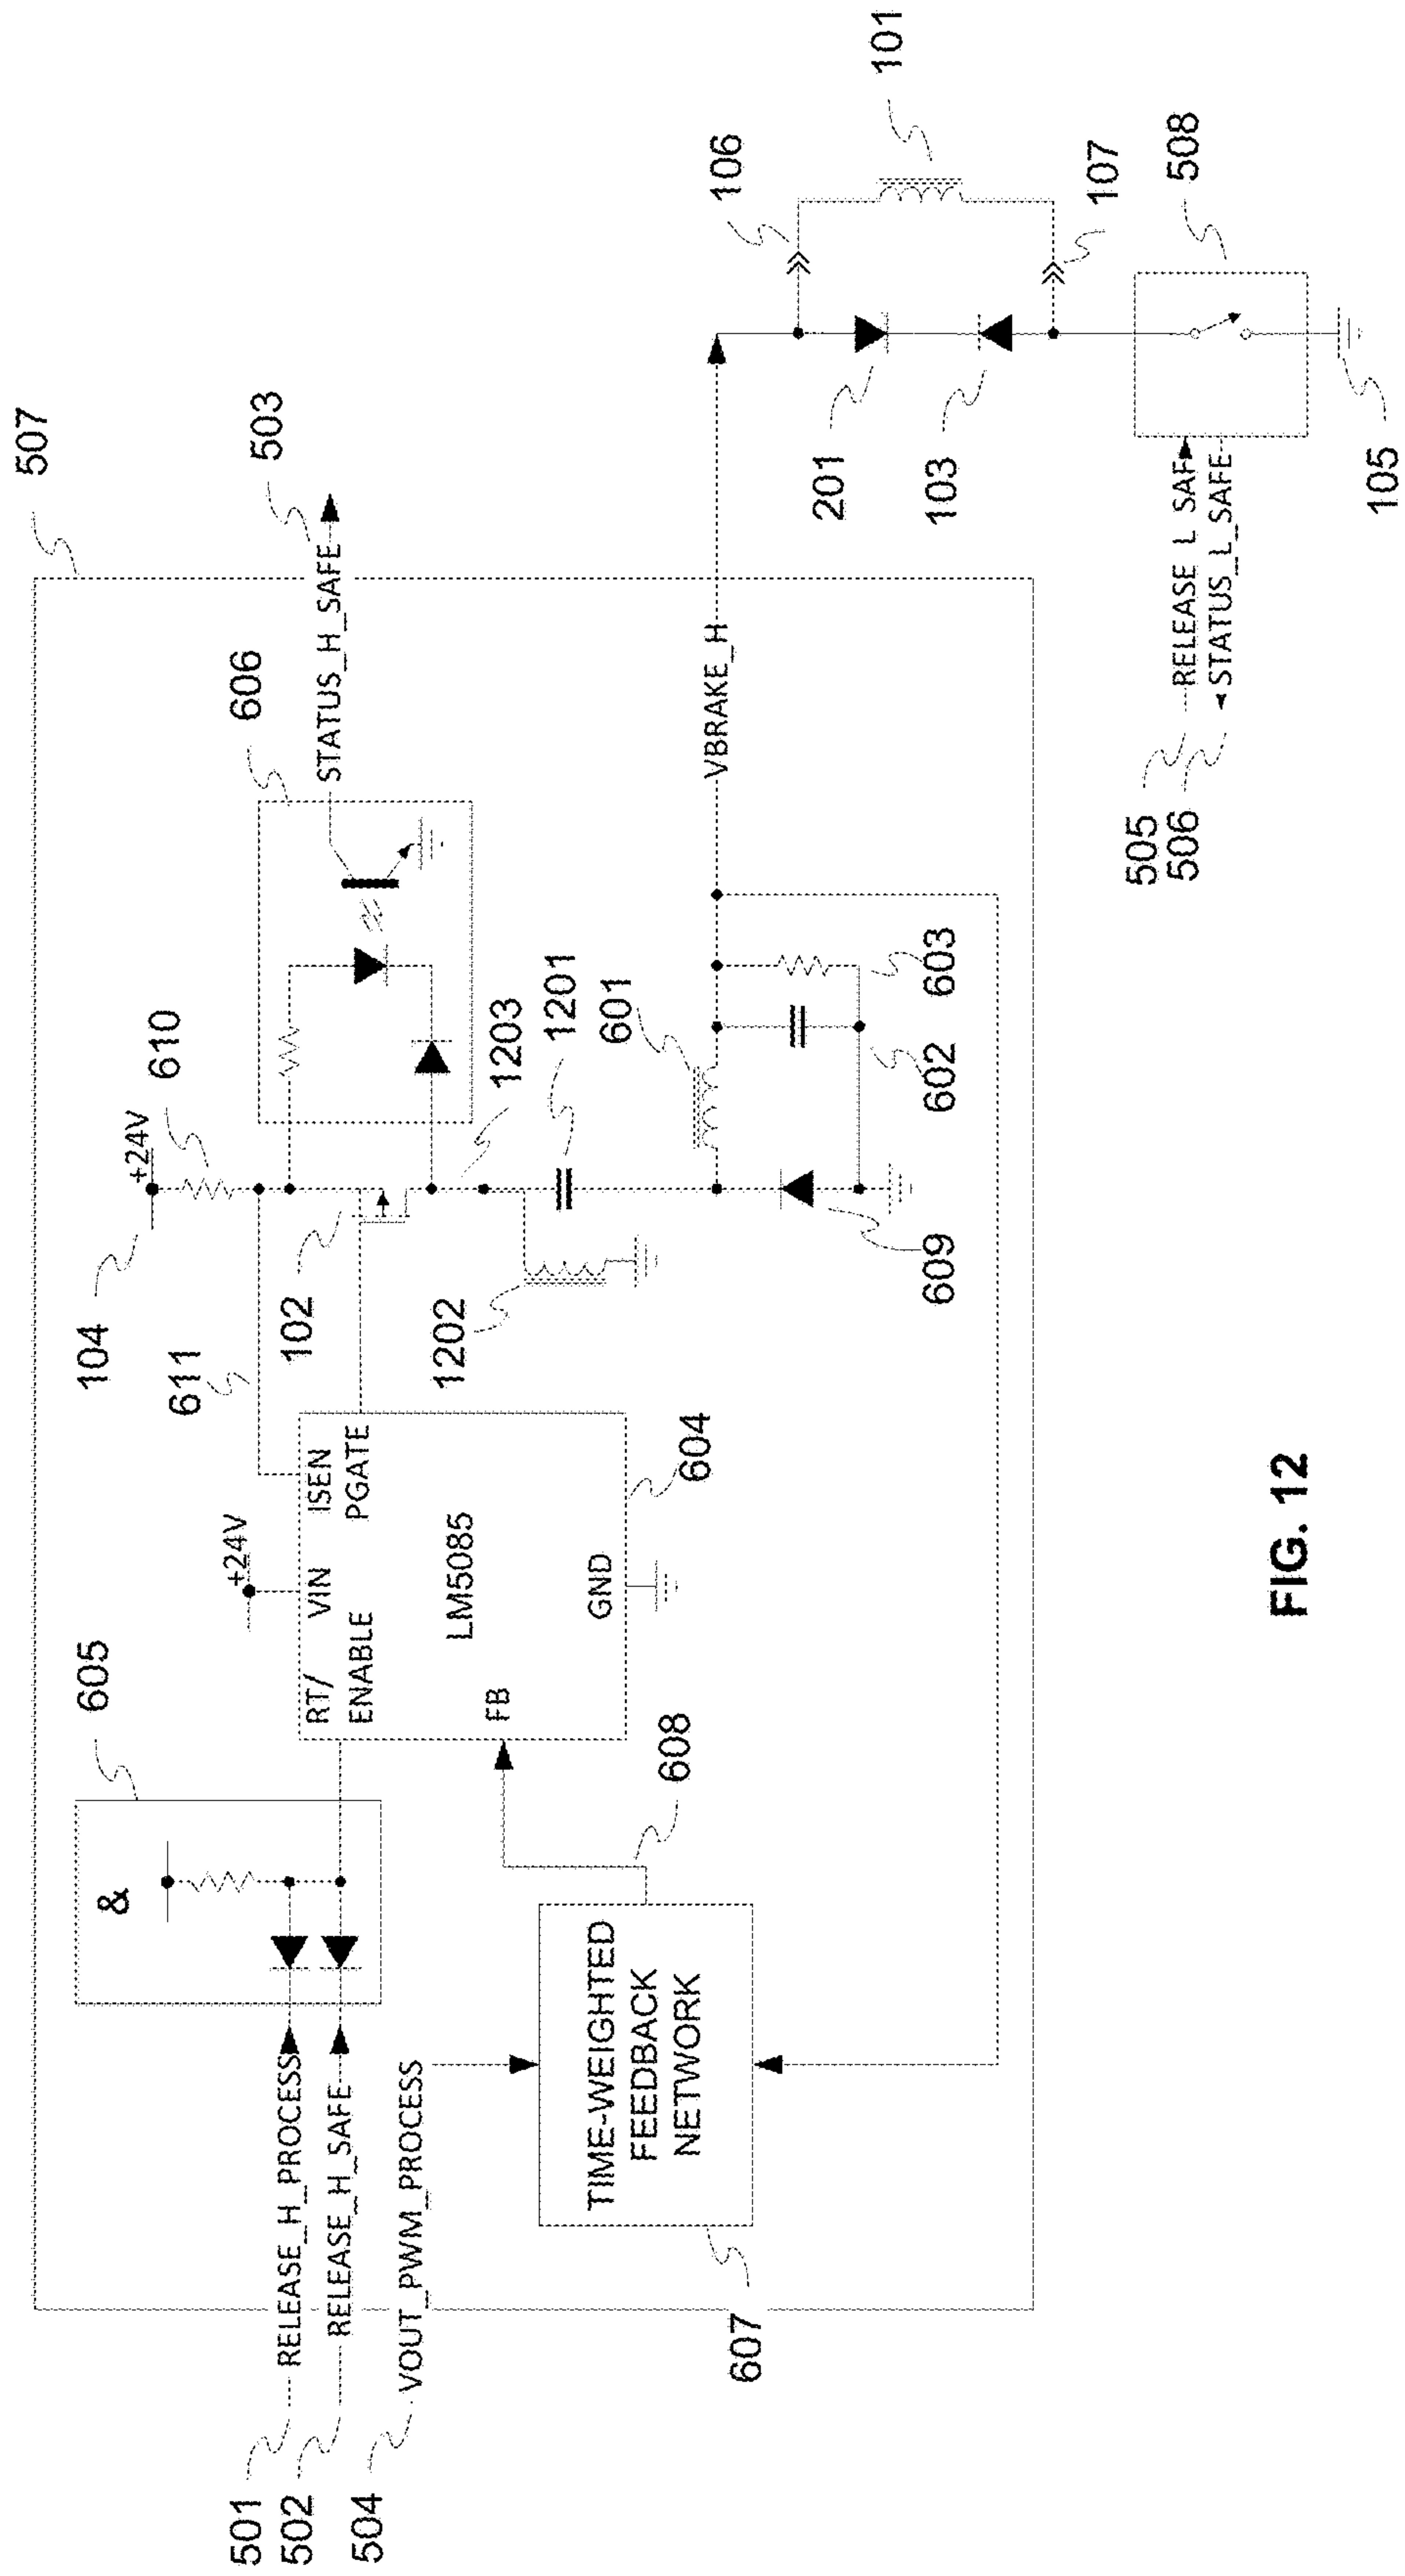 507
503
STATUS_H_SAFE
606
104
+24V
610
611
102
1203
1201
1202
601
VBRAKE_H
603
602
609
106
101
107
201
103
508
505
RELEASE L SAF
506
STATUS_L_SAFE
105
605
&
+24V
RT/
ENABLE
VIN
ISEN
PGATE
LM5085
FB
GND
604
608
501
RELEASE_H_PROCESS
502
RELEASE_H_SAFE
504
VOUT_PWM_PROCESS
TIME-WEIGHTED
FEEDBACK
NETWORK
607
FIG. 12